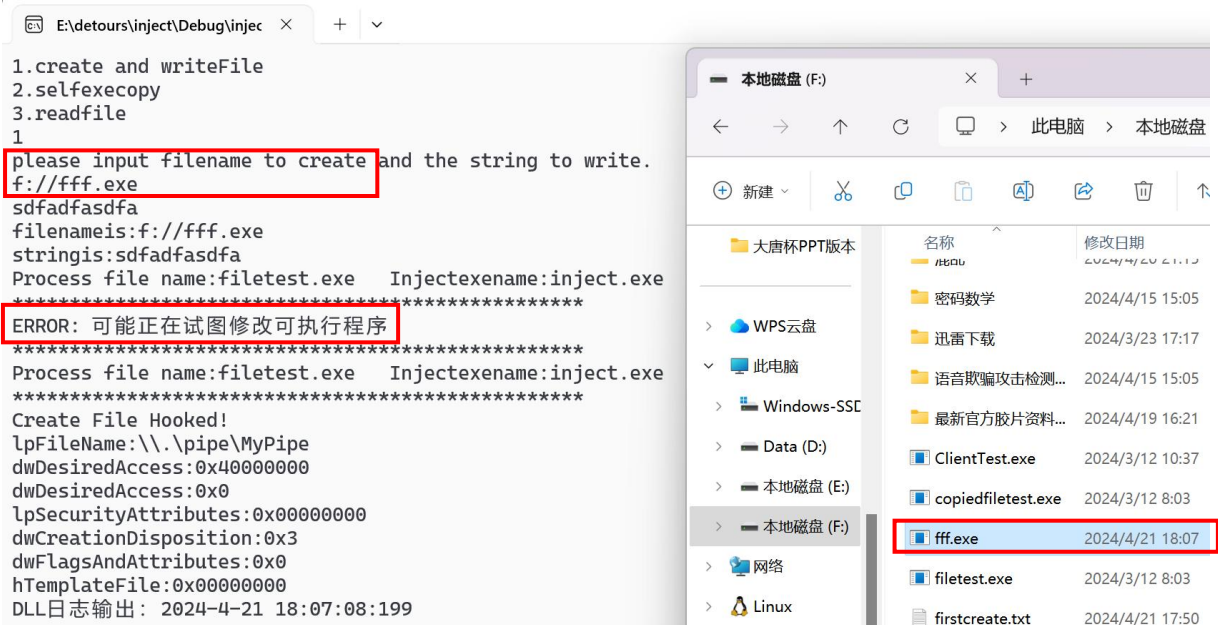 E:\detours\inject\Debug\injec
1.create and writeFile
2.selfexecopy
3.readfile
1
please input filename to create and the string to write.
f://fff.exe
sdfadfasdfa
filenameis:f://fff.exe
stringis:sdfadfasdfa
Process file name:filetest.exe Injectexename:inject.exe
**************************************************
ERROR: 可能正在试图修改可执行程序
**************************************************
Process file name:filetest.exe Injectexename:inject.exe
**************************************************
Create File Hooked!
lpFileName:\\.\pipe\MyPipe
dwDesiredAccess:0x40000000
dwDesiredAccess:0x0
lpSecurityAttributes:0x00000000
dwCreationDisposition:0x3
dwFlagsAndAttributes:0x0
hTemplateFile:0x00000000
DLL日志输出: 2024-4-21 18:07:08:199
本地磁盘 (F:)
此电脑 > 本地磁盘
新建
大唐杯PPT版本
WPS云盘
此电脑
Windows-SSD
Data (D:)
本地磁盘 (E:)
本地磁盘 (F:)
网络
Linux
名称 修改日期
混乱 2024/4/20 21:15
密码数学 2024/4/15 15:05
迅雷下载 2024/3/23 17:17
语音欺骗攻击检测... 2024/4/15 15:05
最新官方胶片资料... 2024/4/19 16:21
ClientTest.exe 2024/3/12 10:37
copiedfiletest.exe 2024/3/12 8:03
fff.exe 2024/4/21 18:07
filetest.exe 2024/3/12 8:03
firstcreate.txt 2024/4/21 17:50